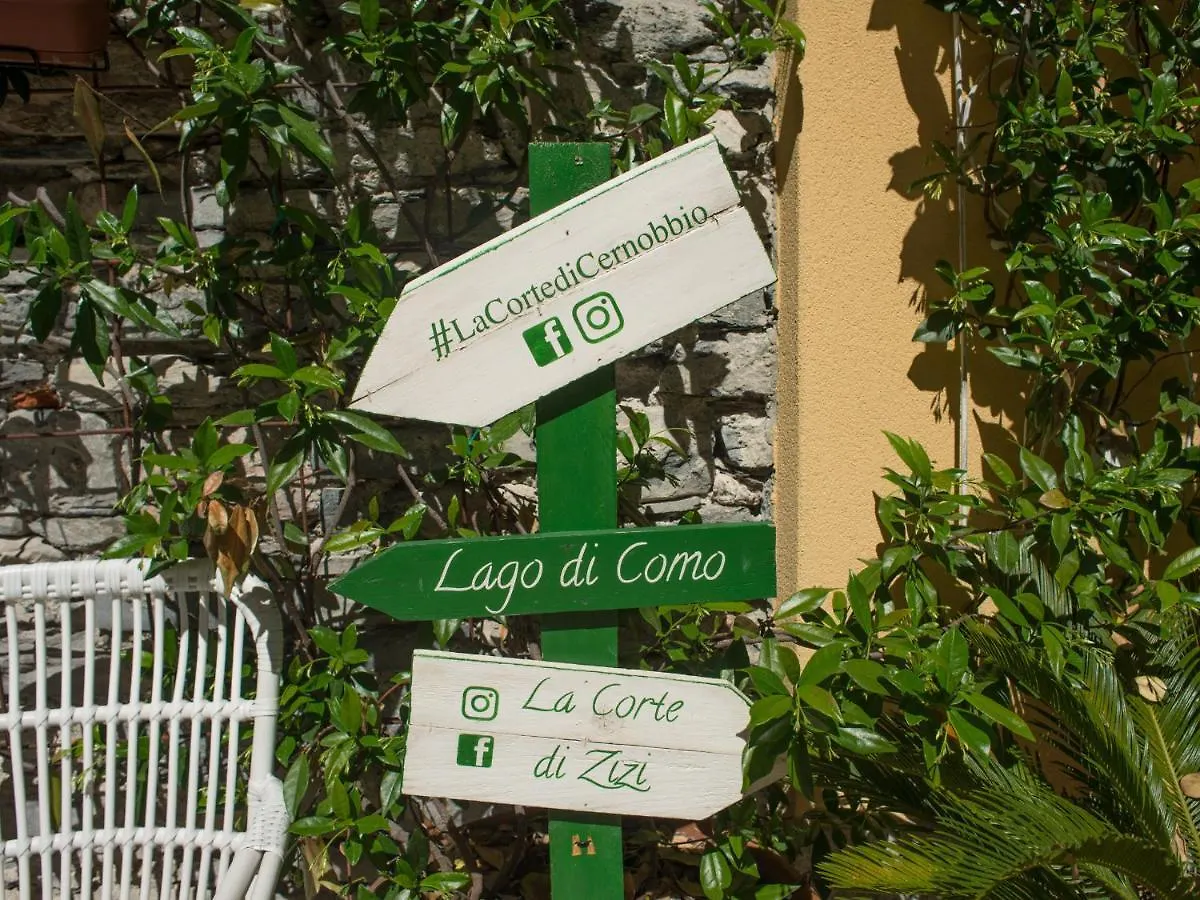 #LaCortediCernobbio
Lago di Como
La Corte
di Zizi